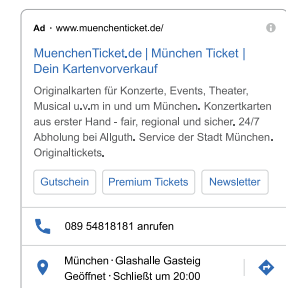 Ad · www.muenchenticket.de/
MuenchenTicket.de | München Ticket |
Dein Kartenvorverkauf
Originalkarten für Konzerte, Events, Theater,
Musical u.v.m in und um München. Konzertkarten
aus erster Hand - fair, regional und sicher. 24/7
Abholung bei Allguth. Service der Stadt München.
Originaltickets.
Gutschein Premium Tickets Newsletter
089 54818181 anrufen
München · Glashalle Gasteig
Geöffnet · Schließt um 20:00